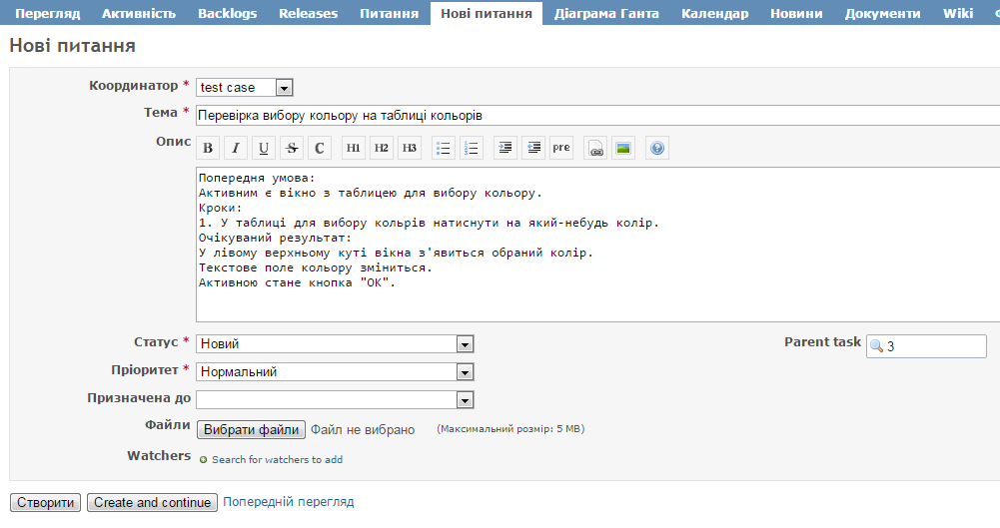 Перегляд Активність Backlogs Releases Питання Нові питання Діаграма Ганта Календар Новини Документи Wiki
Нові питання
Координатор * test case
Тема * Перевірка вибору кольору на таблиці кольорів
Опис B I U S C H1 H2 H3 pre
Попередня умова:
Активним є вікно з таблицею для вибору кольору.
Кроки:
1. У таблиці для вибору кольрів натиснути на який-небудь колір.
Очікуваний результат:
У лівому верхньому куті вікна з'явиться обраний колір.
Текстове поле кольору зміниться.
Активною стане кнопка "ОК".
Статус * Новий Parent task 3
Пріоритет * Нормальний
Призначена до
Файли Вибрати файли Файл не вибрано (Максимальний розмір: 5 MB)
Watchers Search for watchers to add
Створити Create and continue Попередній перегляд